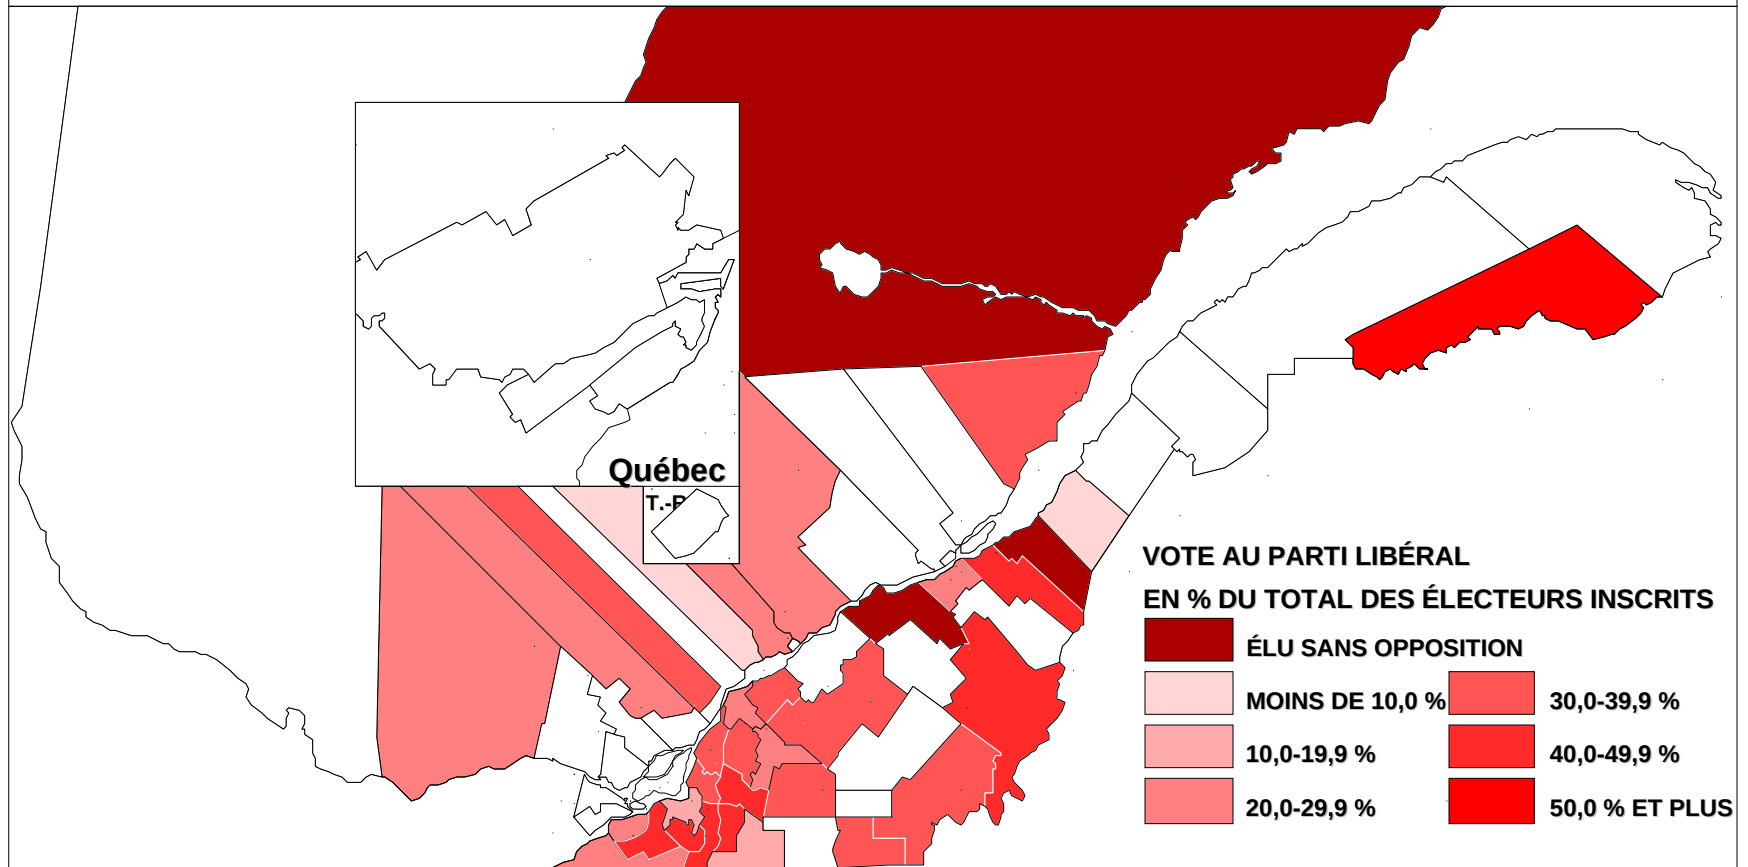 Québec
T.-R
VOTE AU PARTI LIBÉRAL
EN % DU TOTAL DES ÉLECTEURS INSCRITS
ÉLU SANS OPPOSITION
MOINS DE 10,0 %
30,0-39,9 %
10,0-19,9 %
40,0-49,9 %
20,0-29,9 %
50,0 % ET PLUS